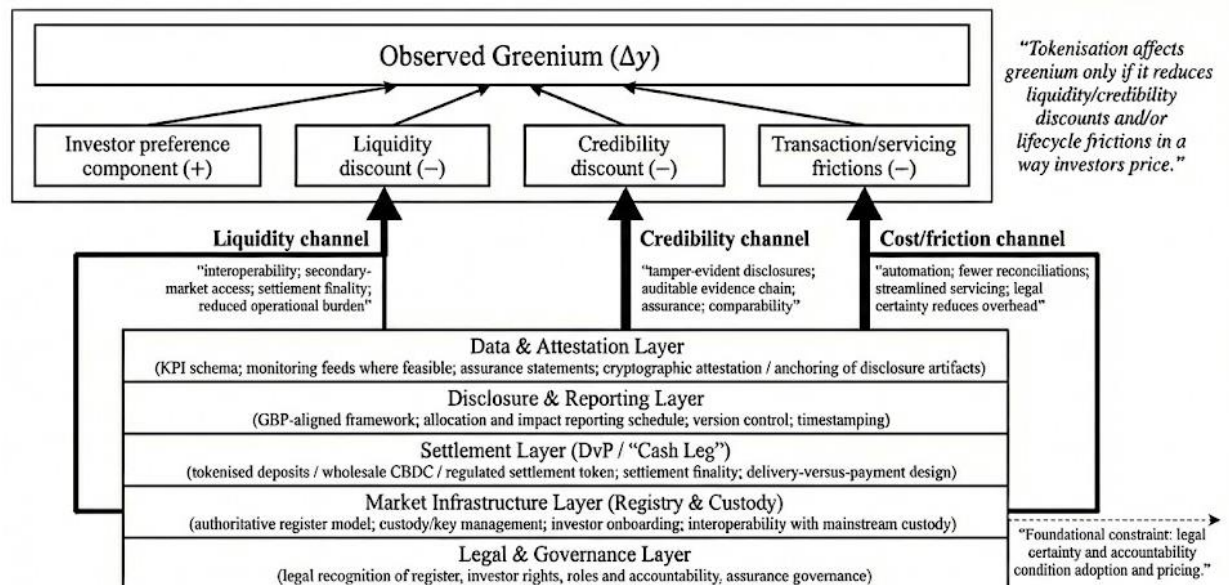 Observed Greenium (Δy)
"Tokenisation affects
greenium only if it reduces
liquidity/credibility
discounts and/or
lifecycle frictions in a
way investors price."
Investor preference
component (+)
Liquidity
discount (−)
Credibility
discount (−)
Transaction/servicing
frictions (−)
Liquidity channel
"interoperability; secondary-
market access; settlement finality;
reduced operational burden"
Credibility channel
"tamper-evident disclosures;
auditable evidence chain;
assurance; comparability"
Cost/friction channel
"automation; fewer reconciliations;
streamlined servicing; legal
certainty reduces overhead"
Data & Attestation Layer
(KPI schema; monitoring feeds where feasible; assurance statements; cryptographic attestation / anchoring of disclosure artifacts)
Disclosure & Reporting Layer
(GBP-aligned framework; allocation and impact reporting schedule; version control; timestamping)
Settlement Layer (DvP / "Cash Leg")
(tokenised deposits / wholesale CBDC / regulated settlement token; settlement finality; delivery-versus-payment design)
Market Infrastructure Layer (Registry & Custody)
(authoritative register model; custody/key management; investor onboarding; interoperability with mainstream custody)
Legal & Governance Layer
(legal recognition of register, investor rights, roles and accountability, assurance governance)
"Foundational constraint: legal
certainty and accountability
condition adoption and pricing."